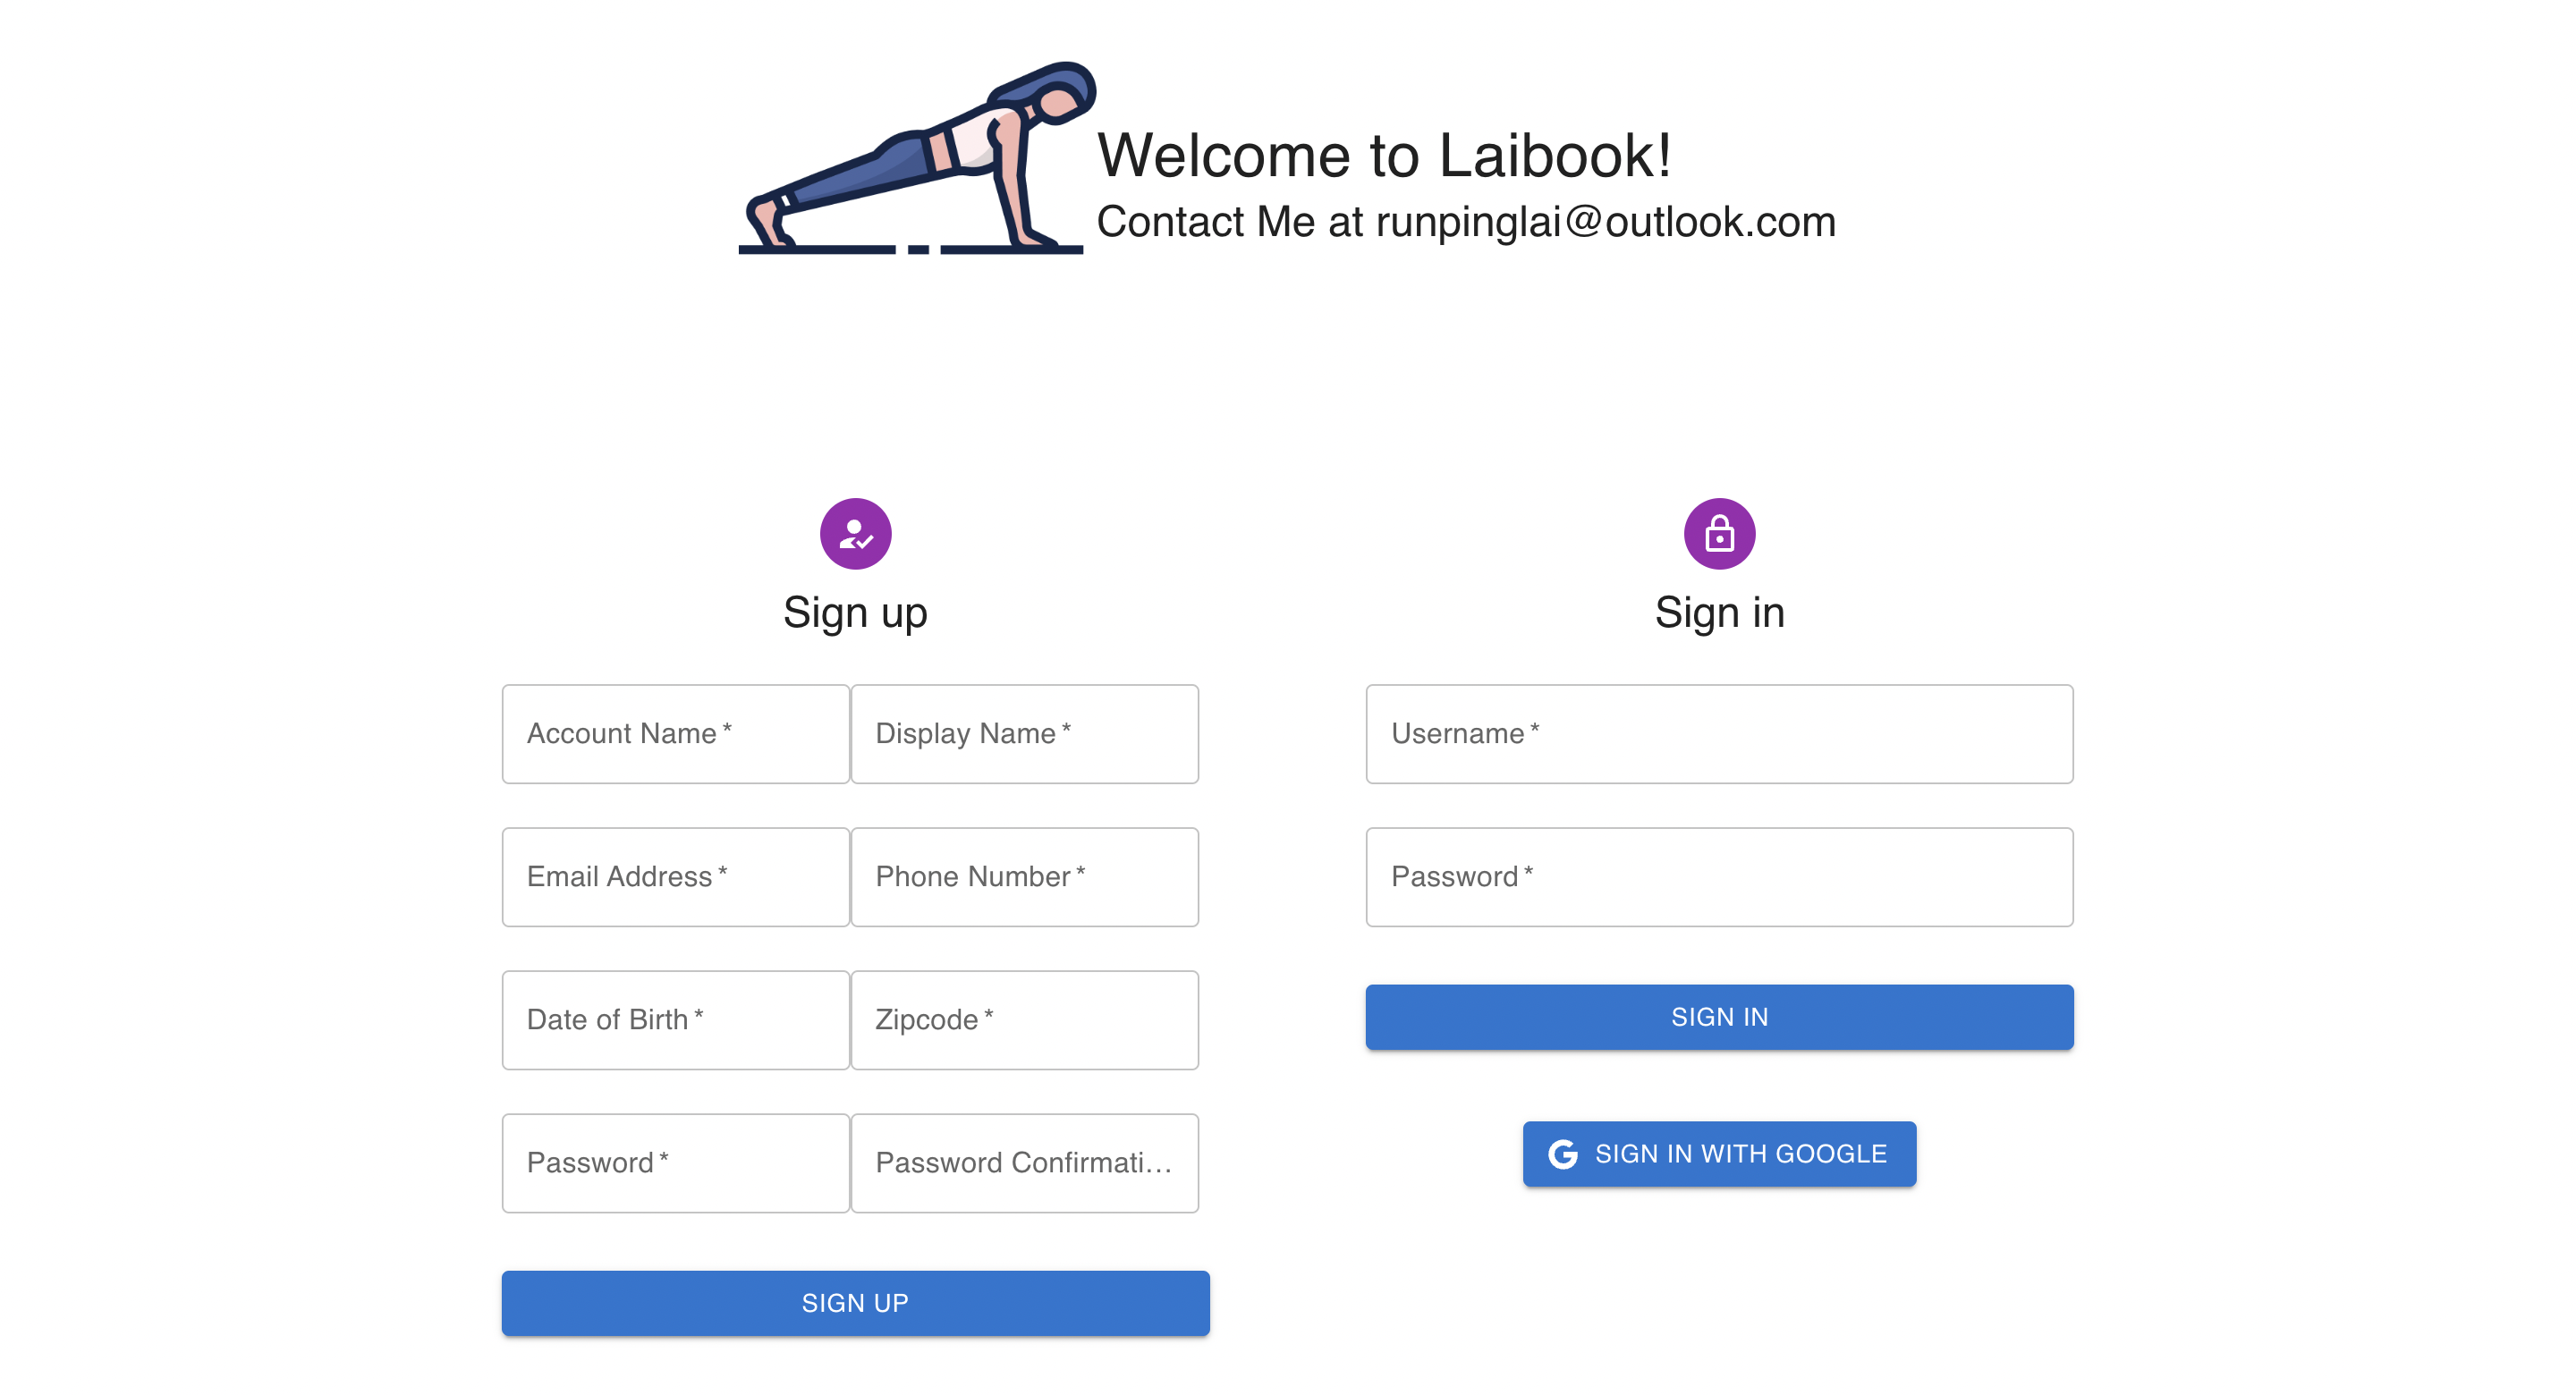 Welcome to Laibook!
Contact Me at runpinglai@outlook.com
Sign up
Account Name *
Display Name *
Email Address *
Phone Number *
Date of Birth *
Zipcode *
Password *
Password Confirmati...
SIGN UP
Sign in
Username *
Password *
SIGN IN
G SIGN IN WITH GOOGLE